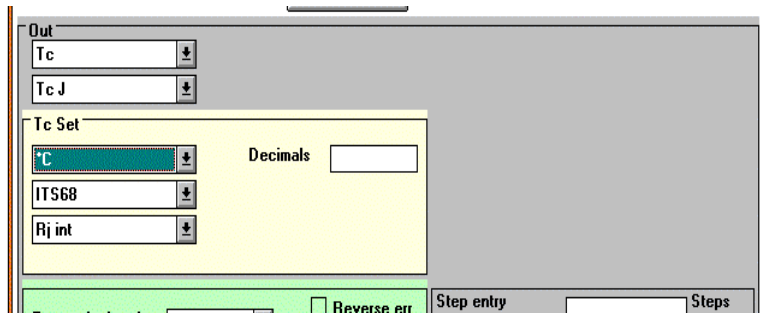 Out
Tc
Tc J
Tc Set
°C
Decimals
ITS68
Rj int
Reverse err
Step entry
Steps